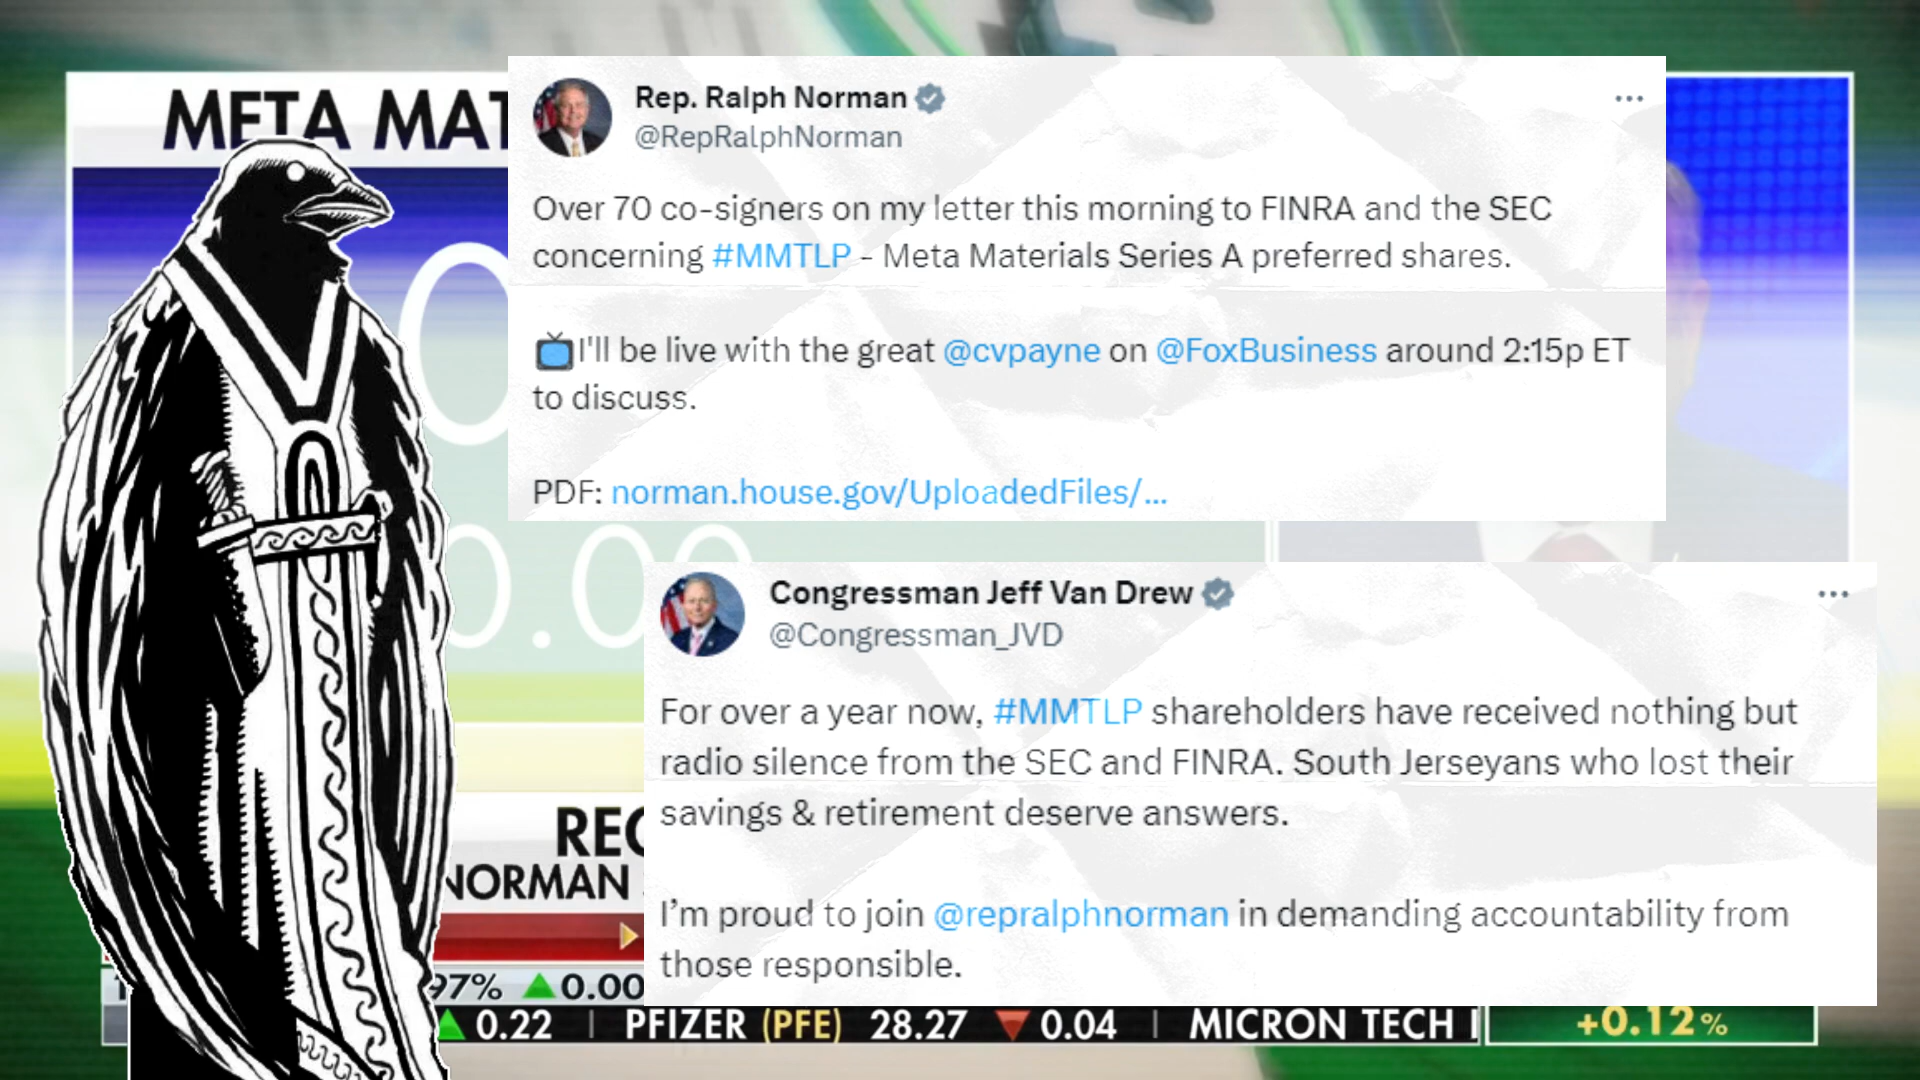 META MAT
Rep. Ralph Norman
@RepRalphNorman
Over 70 co-signers on my letter this morning to FINRA and the SEC
concerning #MMTLP - Meta Materials Series A preferred shares.
I'll be live with the great @cvpayne on @FoxBusiness around 2:15p ET
to discuss.
PDF: norman.house.gov/UploadedFiles/...
0.00
Congressman Jeff Van Drew
@Congressman_JVD
For over a year now, #MMTLP shareholders have received nothing but
radio silence from the SEC and FINRA. South Jerseyans who lost their
savings & retirement deserve answers.
I'm proud to join @repralphnorman in demanding accountability from
those responsible.
NORMAN
97% ▲0.00
▲ 0.22 | PFIZER (PFE) 28.27 ▼ 0.04 | MICRON TECH
+0.12%